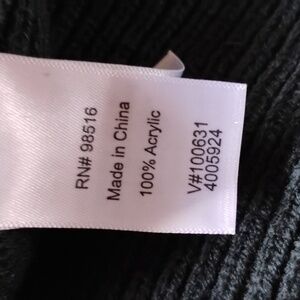 RN# 98516
Made in China
100% Acrylic
V#100631
4005924